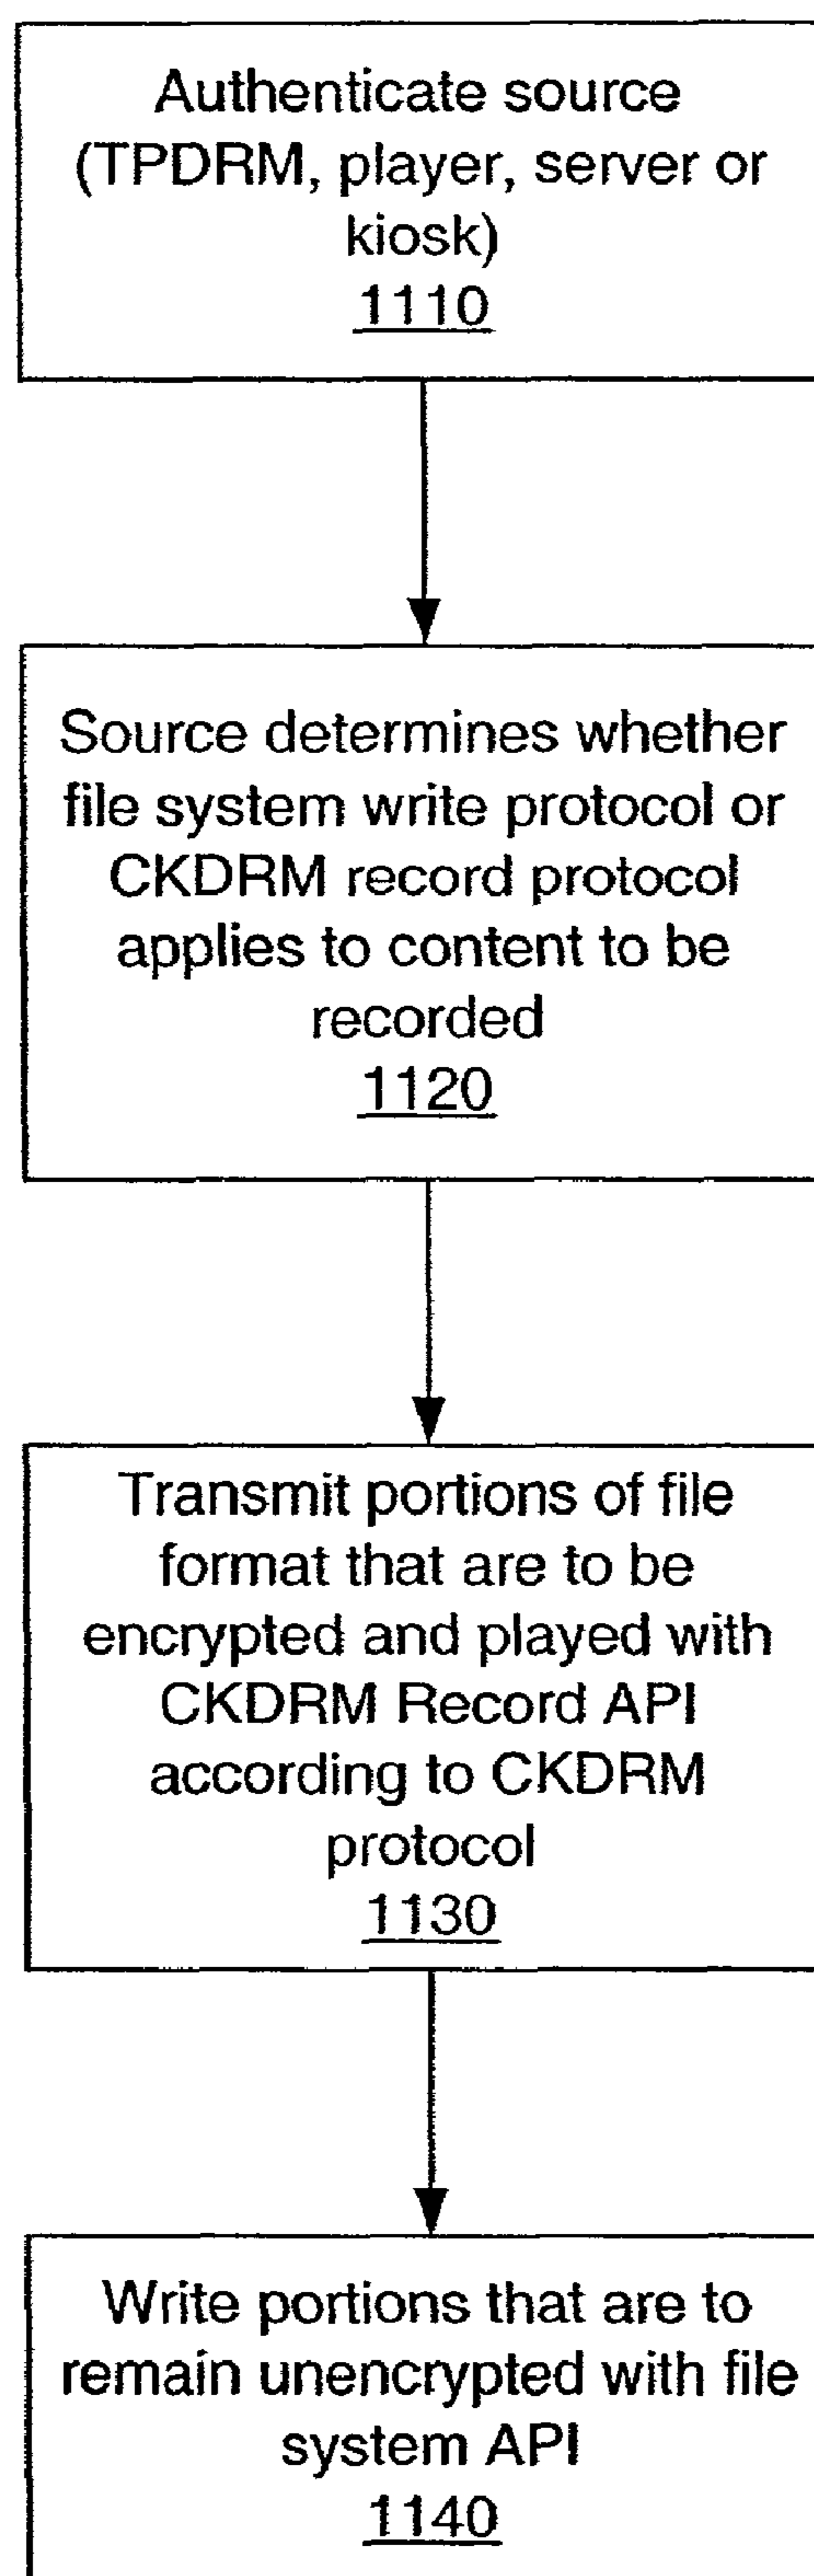 Authenticate source
(TPDRM, player, server or
kiosk)
1110
Source determines whether
file system write protocol or
CKDRM record protocol
applies to content to be
recorded
1120
Transmit portions of file
format that are to be
encrypted and played with
CKDRM Record API
according to CKDRM
protocol
1130
Write portions that are to
remain unencrypted with file
system API
1140